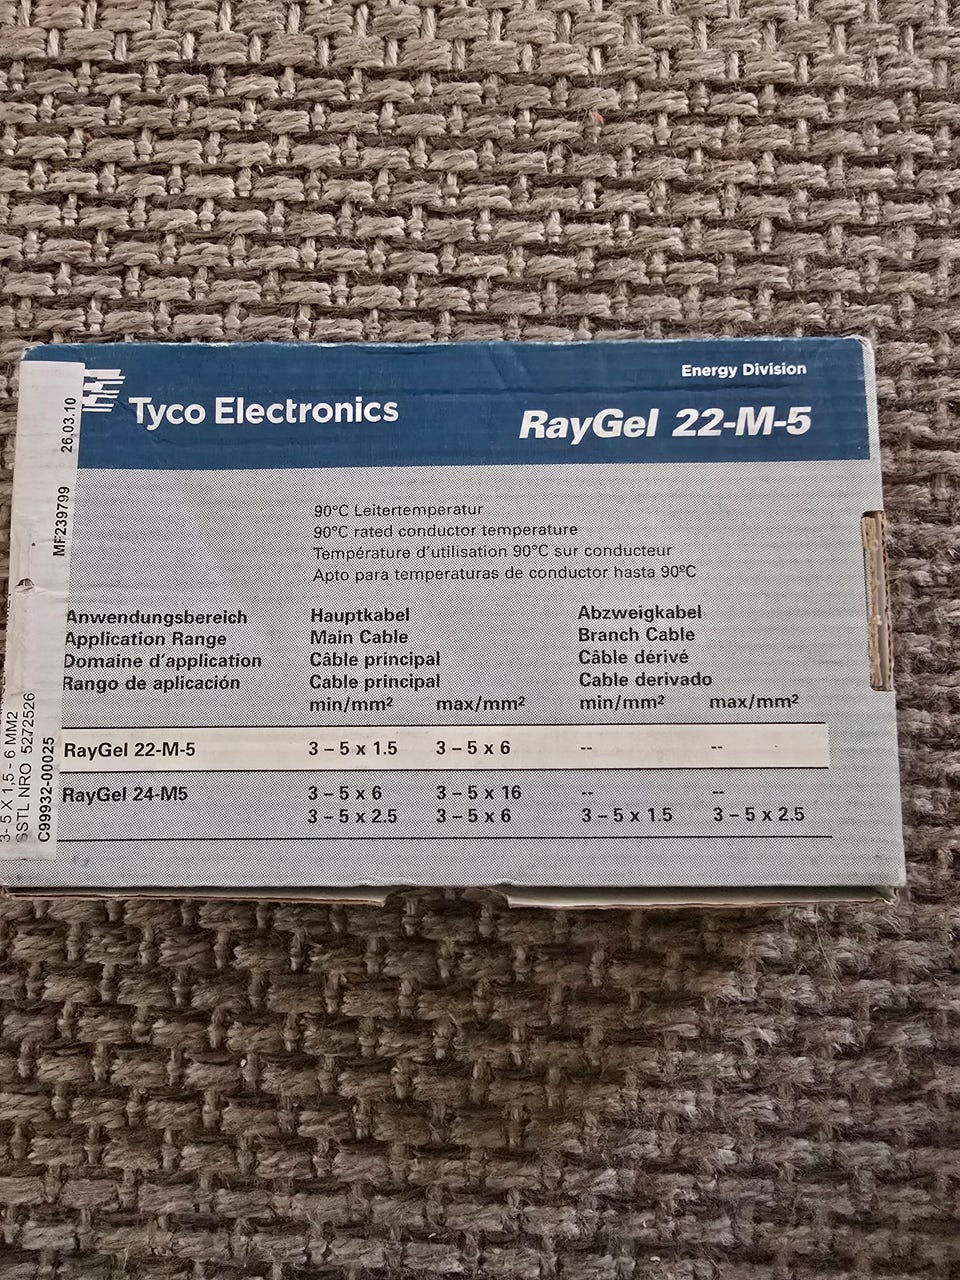 Energy Division
Tyco Electronics
RayGel 22-M-5
90°C Leitertemperatur
90°C rated conductor temperature
Température d'utilisation 90°C sur conducteur
Apto para temperaturas de conductor hasta 90ºC
Anwendungsbereich Hauptkabel Abzweigkabel
Application Range Main Cable Branch Cable
Domaine d'application Câble principal Câble dérivé
Rango de aplicación Cable principal Cable derivado
min/mm² max/mm² min/mm² max/mm²
RayGel 22-M-5 3 – 5 x 1.5 3 – 5 x 6 -- --
RayGel 24-M5 3 – 5 x 6 3 – 5 x 16 -- --
3 – 5 x 2.5 3 – 5 x 6 3 – 5 x 1.5 3 – 5 x 2.5
3- 5 X 1,5 - 6 MM2
SSTL NRO 5272526
C99932-00025
MF239799 26.03.10